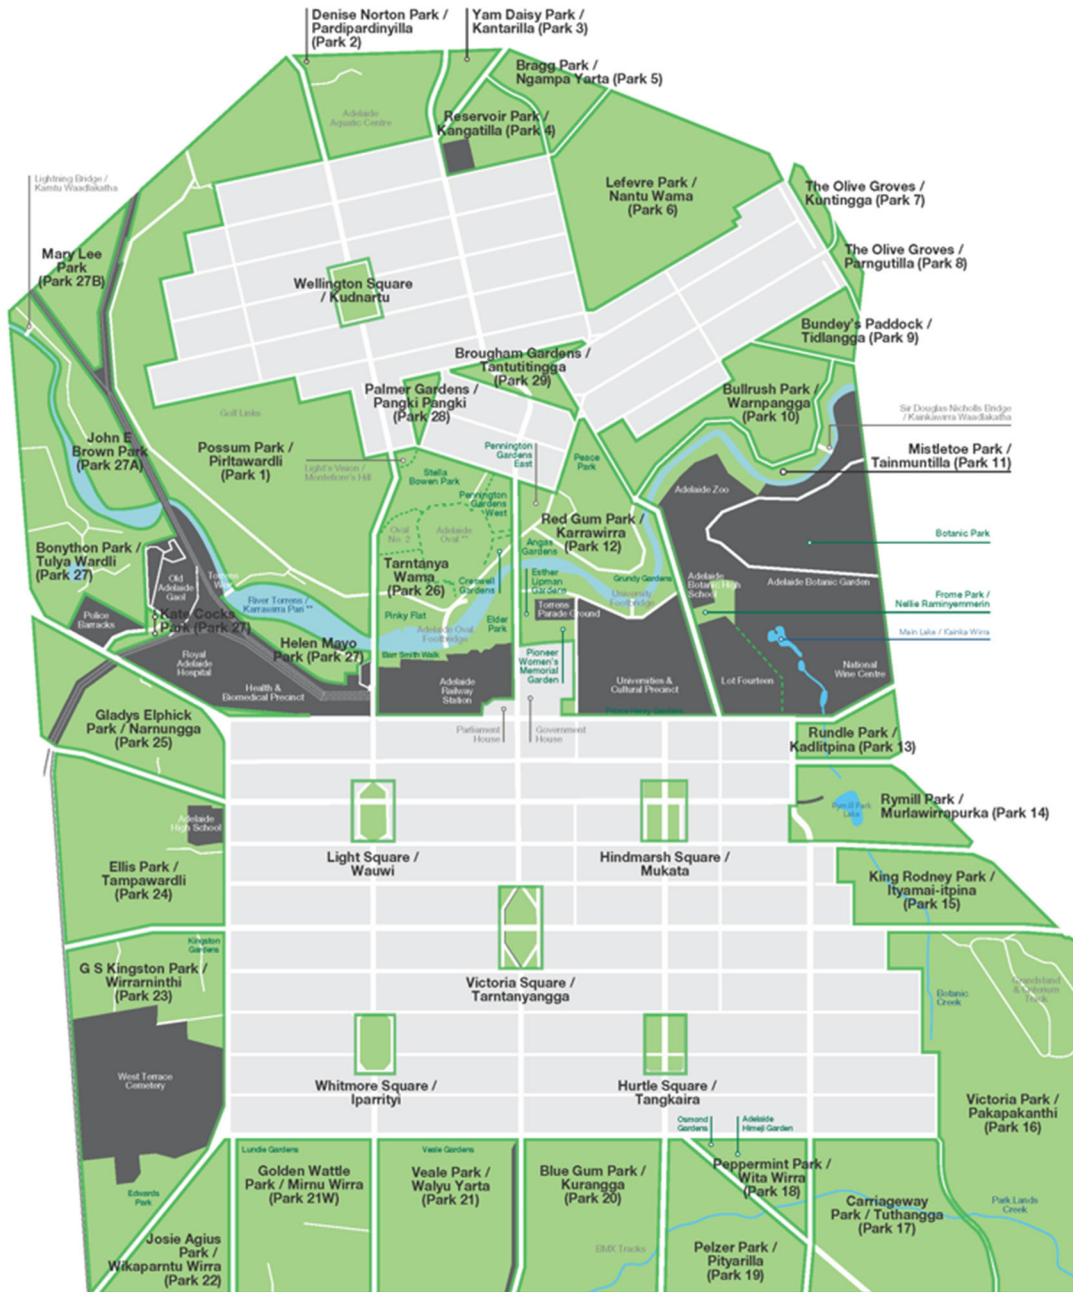 Denise Norton Park /
Pardipardinyilla
(Park 2)
Yam Daisy Park /
Kantarilla (Park 3)
Bragg Park /
Ngampa Yarta (Park 5)
Adelaide
Aquatic Centre
Reservoir Park /
Kangatilla (Park 4)
Lightning Bridge /
Karntu Waadlakatha
Lefevre Park /
Nantu Wama
(Park 6)
The Olive Groves /
Kuntingga (Park 7)
Mary Lee
Park
(Park 27B)
The Olive Groves /
Parngutilla (Park 8)
Wellington Square
/ Kudnartu
Bundey's Paddock /
Tidlangga (Park 9)
Brougham Gardens /
Tantutitingga
(Park 29)
Palmer Gardens /
Pangki Pangki
(Park 28)
Bullrush Park /
Warnpangga
(Park 10)
Golf Links
Sir Douglas Nicholls Bridge
/ Kainkawirra Waadlakatha
John E
Brown Park
(Park 27A)
Possum Park /
Pirltawardli
(Park 1)
Pennington
Gardens
East
Peace
Park
Mistletoe Park /
Tainmuntilla (Park 11)
Light's Vision /
Montefiore's Hill
Stella
Bowen Park
Adelaide Zoo
Pennington
Gardens
West
Oval
No. 2
Adelaide
Oval **
Red Gum Park /
Karrawirra
(Park 12)
Angas
Gardens
Botanic Park
Bonython Park /
Tulya Wardli
(Park 27)
Tarntanya
Wama
(Park 26)
Creswell
Gardens
Esther
Lipman
Gardens
Grundy Gardens
Adelaide
Botanic High
School
Adelaide Botanic Garden
Old
Adelaide
Gaol
Torrens
Weir
River Torrens /
Karrawirra Pari **
University
Footbridge
Frome Park /
Nellie Raminyemmerin
Police
Barracks
Kate Cocks
Park (Park 27)
Pinky Flat
Elder
Park
Torrens
Parade Ground
Adelaide Oval
Footbridge
Main Lake / Kainka Wirra
Helen Mayo
Park (Park 27)
Barr Smith Walk
Royal
Adelaide
Hospital
Pioneer
Women's
Memorial
Garden
National
Wine Centre
Health &
Biomedical Precinct
Adelaide
Railway
Station
Universities &
Cultural Precinct
Lot Fourteen
Gladys Elphick
Park / Narnungga
(Park 25)
Prince Henry Gardens
Parliament
House
Government
House
Rundle Park /
Kadlitpina (Park 13)
Adelaide
High School
Rymill Park
Lake
Rymill Park /
Murlawirrapurka (Park 14)
Light Square /
Wauwi
Hindmarsh Square /
Mukata
Ellis Park /
Tampawardli
(Park 24)
King Rodney Park /
Ityamai-itpina
(Park 15)
Kingston
Gardens
G S Kingston Park /
Wirrarninthi
(Park 23)
Victoria Square /
Tarntanyangga
Grandstand
& Criterium
Track
Botanic
Creek
West Terrace
Cemetery
Whitmore Square /
Iparrityi
Hurtle Square /
Tangkaira
Victoria Park /
Pakapakanthi
(Park 16)
Osmond
Gardens
Adelaide
Himeji Garden
Lundie Gardens
Veale Gardens
Golden Wattle
Park / Mirnu Wirra
(Park 21W)
Veale Park /
Walyu Yarta
(Park 21)
Blue Gum Park /
Kurangga
(Park 20)
Peppermint Park /
Wita Wirra
(Park 18)
Edwards
Park
Carriageway
Park / Tuthangga
(Park 17)
Park Lands
Creek
Josie Agius
Park /
Wikaparntu Wirra
(Park 22)
BMX Tracks
Pelzer Park /
Pityarilla
(Park 19)